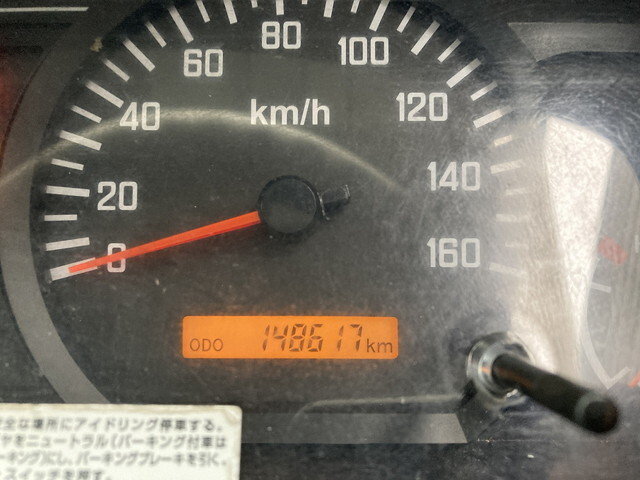 80
60
100
40
km/h
120
20
140
0
160
ODO 148617km
全な場所にアイドリング停車する。
ヤをニュートラル(パーキング付車は
ーキング)にし、パーキングブレーキを引く。
スイッチを押す。